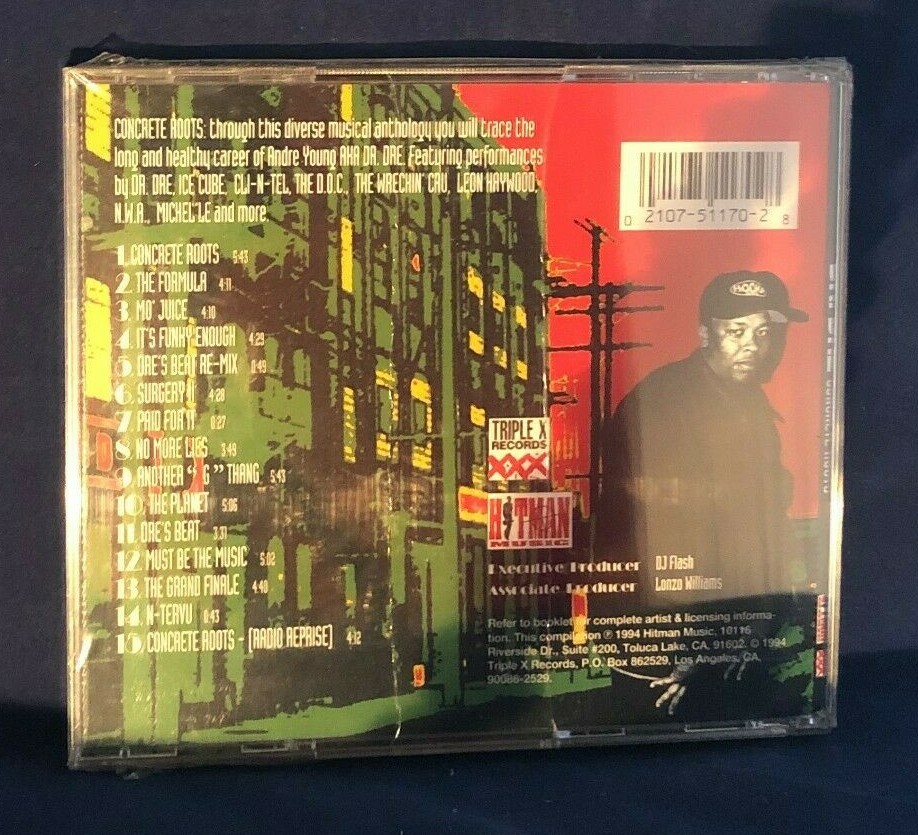 CONCRETE ROOTS: through this diverse musical anthology you will trace the
long and healthy career of Andre Young AKA DR. DRE. Featuring performances
by DR. DRE, ICE CUBE, CLI-N-TEL, THE D.O.C., THE WRECKIN' CRU, LEON HAYWOOD,
N.W.A., MICHEL'LE and more.
0 2107-51170-2 8
1. CONCRETE ROOTS 5:43
2. THE FORMULA 4:11
3. MO' JUICE 4:10
4. IT'S FUNKY ENOUGH 4:29
5. DRE'S BEAT RE-MIX 0:49
6. SURGERY II 4:28
7. PAID FOR IT 0:27
8. NO MORE LIES 3:49
9. ANOTHER "G" THANG 5:43
10. THE PLANET 5:06
11. DRE'S BEAT 3:31
12. MUST BE THE MUSIC 5:02
13. THE GRAND FINALE 4:40
14. N-TERVU 0:43
15. CONCRETE ROOTS - [RADIO REPRISE] 4:12
TRIPLE X
RECORDS
XXX
HITMAN
MUSIC
Executive Producer DJ Flash
Associate Producer Lonzo Williams
Refer to booklet for complete artist & licensing informa-
tion. This compilation ℗ 1994 Hitman Music, 10116
Riverside Dr., Suite #200, Toluca Lake, CA. 91602. © 1994
Triple X Records, P.O. Box 862529, Los Angeles, CA.
90086-2529.